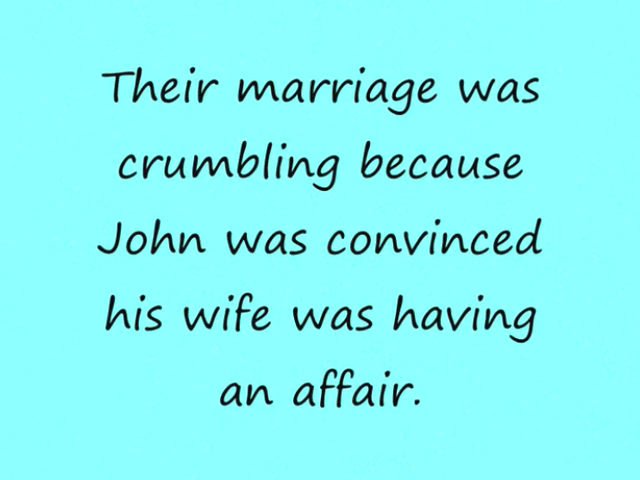 Their marriage was
crumbling because
John was convinced
his wife was having
an affair.